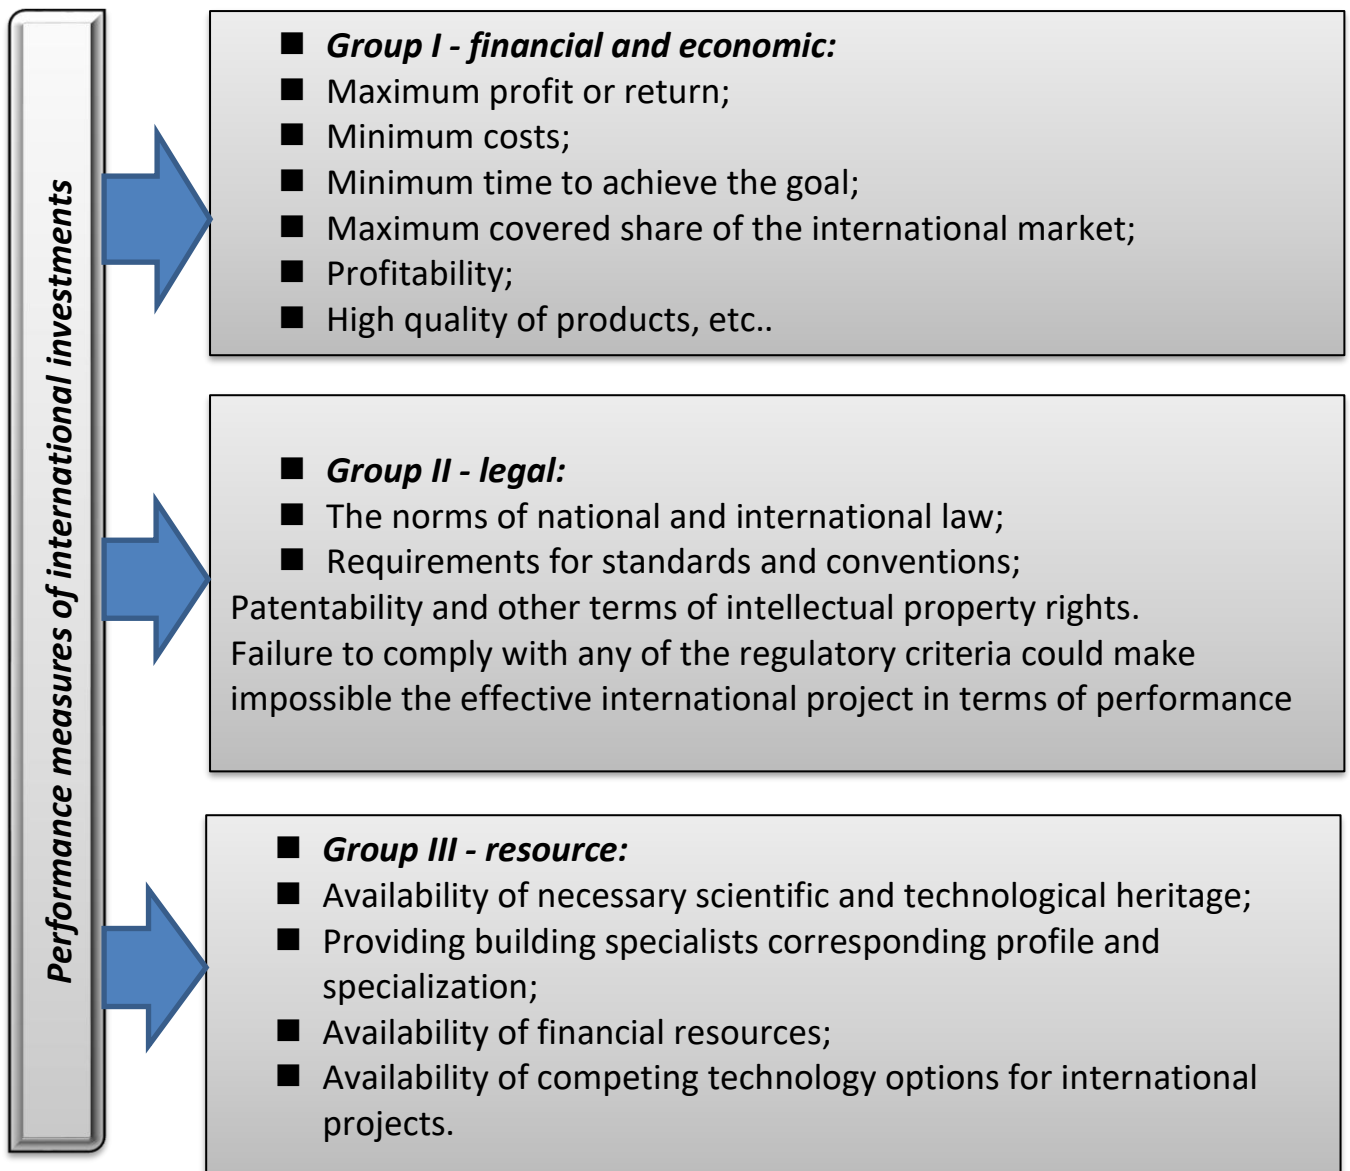 Performance measures of international investments
■ Group I - financial and economic:
■ Maximum profit or return;
■ Minimum costs;
■ Minimum time to achieve the goal;
■ Maximum covered share of the international market;
■ Profitability;
■ High quality of products, etc..
■ Group II - legal:
■ The norms of national and international law;
■ Requirements for standards and conventions;
Patentability and other terms of intellectual property rights.
Failure to comply with any of the regulatory criteria could make
impossible the effective international project in terms of performance
■ Group III - resource:
■ Availability of necessary scientific and technological heritage;
■ Providing building specialists corresponding profile and
specialization;
■ Availability of financial resources;
■ Availability of competing technology options for international
projects.